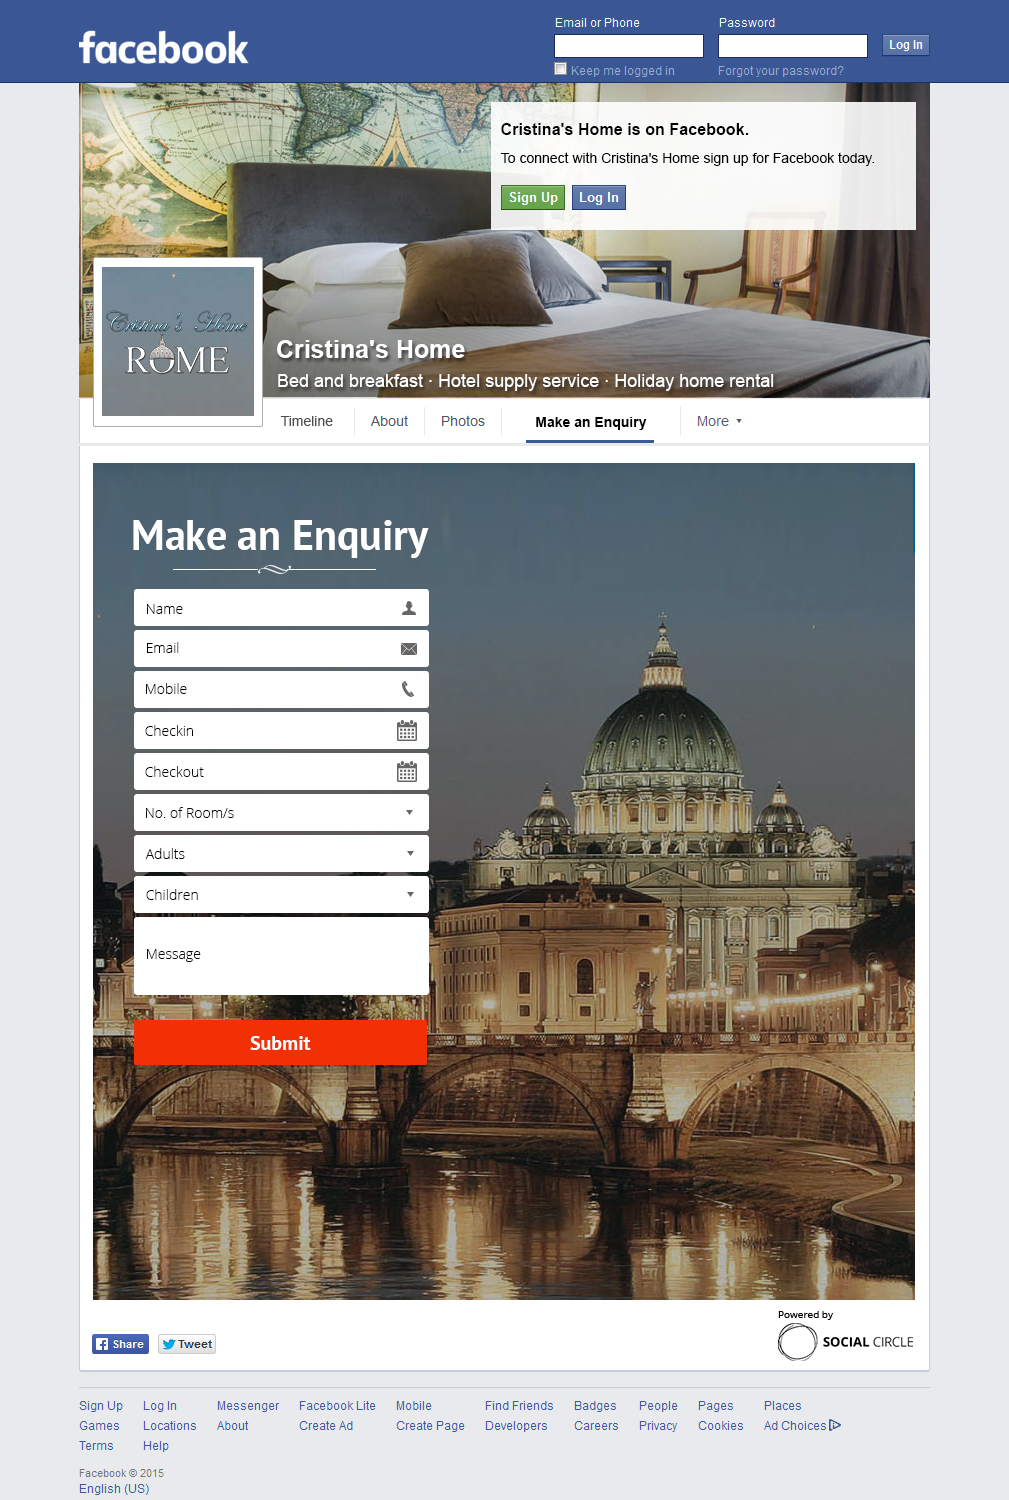 facebook
Email or Phone
Password
Log In
Keep me logged in
Forgot your password?
Cristina's Home is on Facebook.
To connect with Cristina's Home sign up for Facebook today.
Sign Up
Log In
Cristina's Home
ROME
Cristina's Home
Bed and breakfast · Hotel supply service · Holiday home rental
Timeline
About
Photos
Make an Enquiry
More
Make an Enquiry
Name
Email
Mobile
Checkin
Checkout
No. of Room/s
Adults
Children
Message
Submit
Powered by
SOCIAL CIRCLE
Share
Tweet
Sign Up Log In Messenger Facebook Lite Mobile Find Friends Badges People Pages Places
Games Locations About Create Ad Create Page Developers Careers Privacy Cookies Ad Choices
Terms Help
Facebook © 2015
English (US)